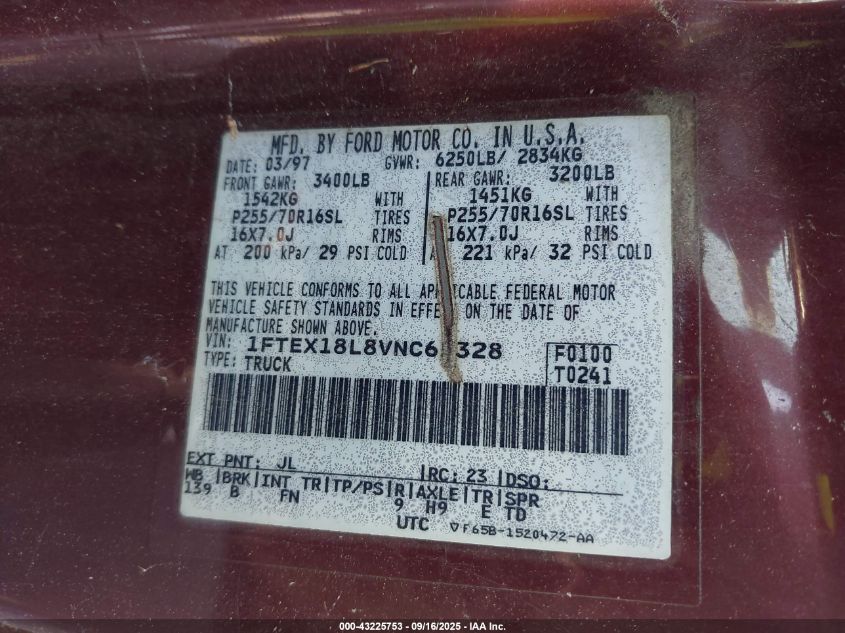 MFD. BY FORD MOTOR CO. IN U.S.A.
DATE: 03/97 GVWR: 6250LB/ 2834KG
FRONT GAWR: 3400LB REAR GAWR: 3200LB
1542KG WITH 1451KG WITH
P255/70R16SL TIRES P255/70R16SL TIRES
16X7.0J RIMS 16X7.0J RIMS
AT 200 kPa/ 29 PSI COLD 221 kPa/ 32 PSI COLD
THIS VEHICLE CONFORMS TO ALL FEDERAL MOTOR
VEHICLE SAFETY STANDARDS IN ON THE DATE OF
MANUFACTURE SHOWN ABOVE.
VIN: F0100
TYPE: TRUCK T0241
EXT PNT: JL RC: 23 DSO:
WB BRK INT TR TP/PS R AXLE TR SPR
139 B FN 9 H9 E TD
UTC ▽F65B-1520472-AA
000-43225753 - 09/16/2025 - IAA Inc.